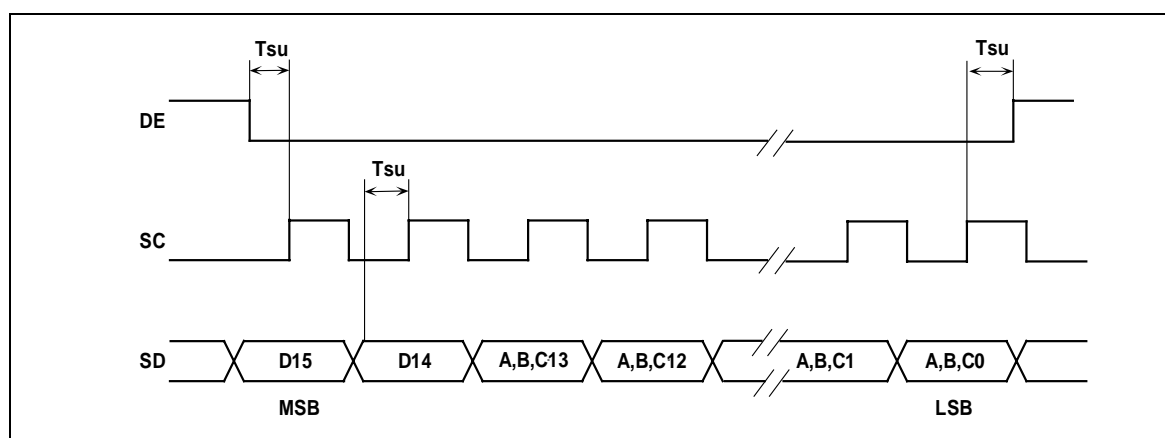 Tsu Tsu
DE
Tsu
SC
SD D15 D14 A,B,C13 A,B,C12 A,B,C1 A,B,C0
MSB LSB